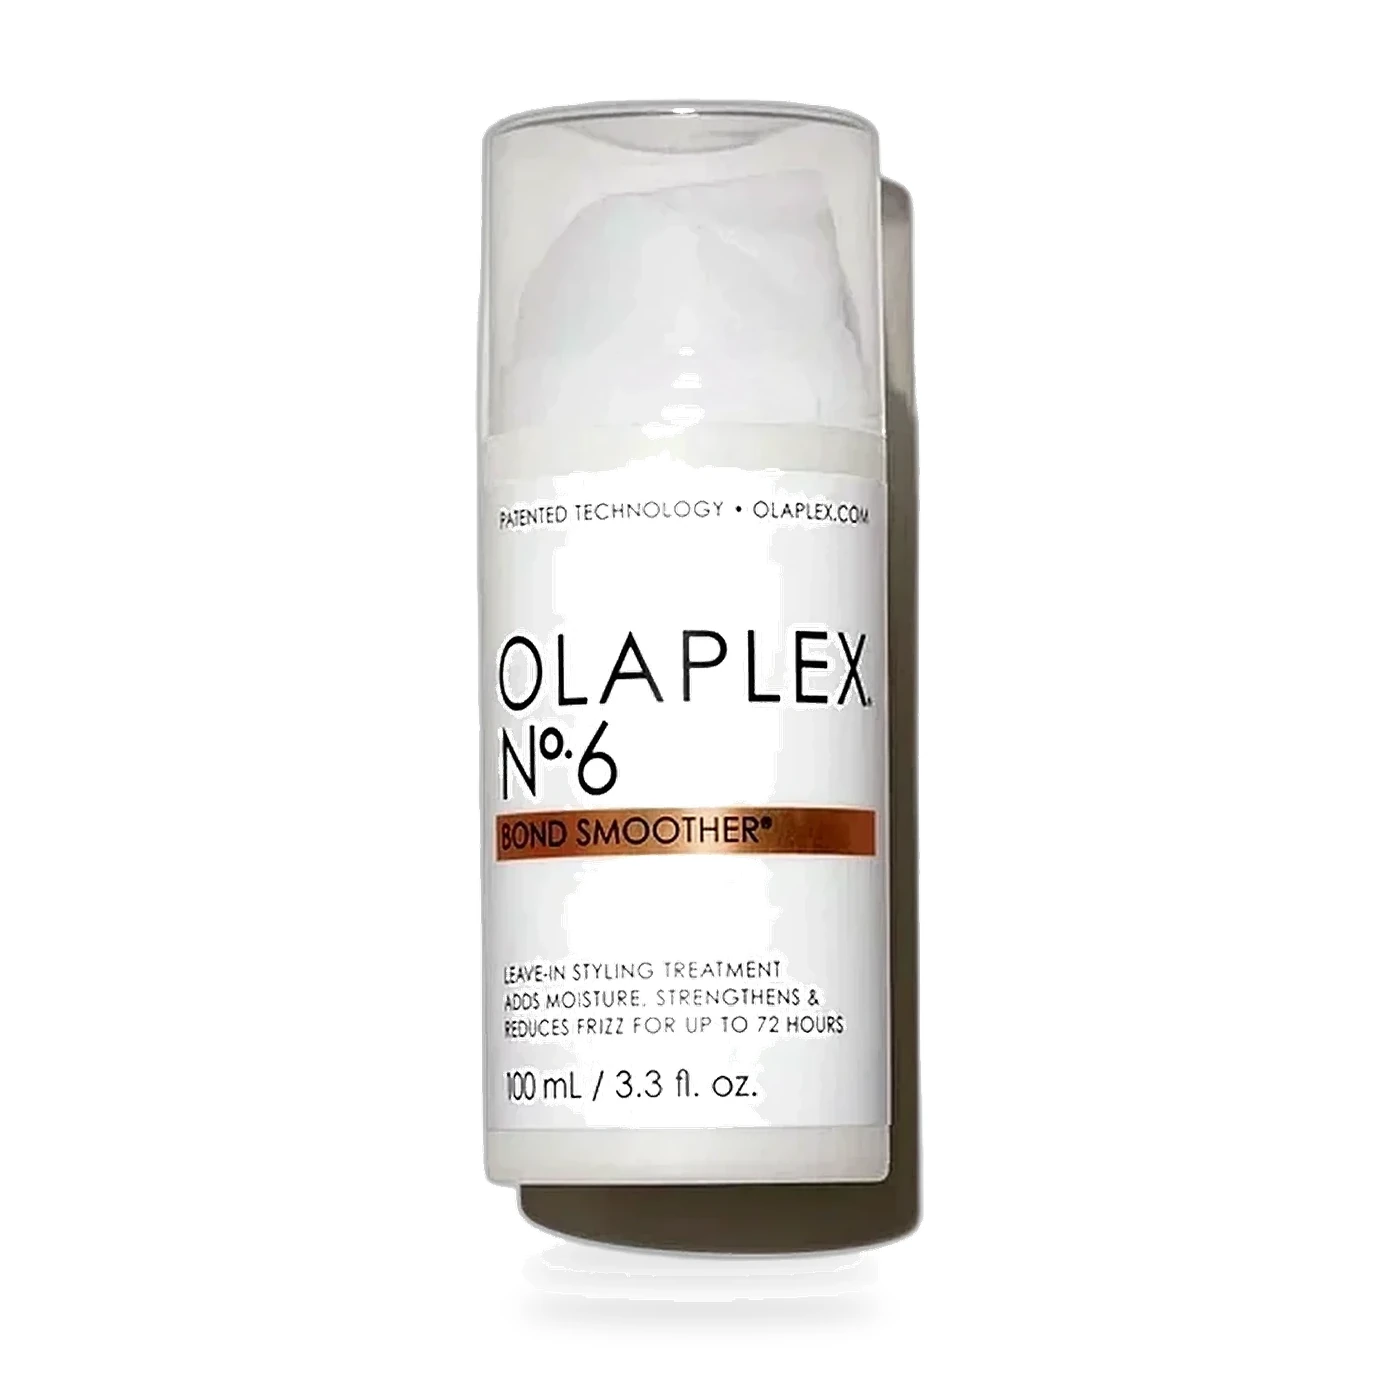 PATENTED TECHNOLOGY • OLAPLEX.COM
OLAPLEX.
Nº.6
BOND SMOOTHER®
LEAVE-IN STYLING TREATMENT
ADDS MOISTURE, STRENGTHENS &
REDUCES FRIZZ FOR UP TO 72 HOURS
100 mL / 3.3 fl. oz.